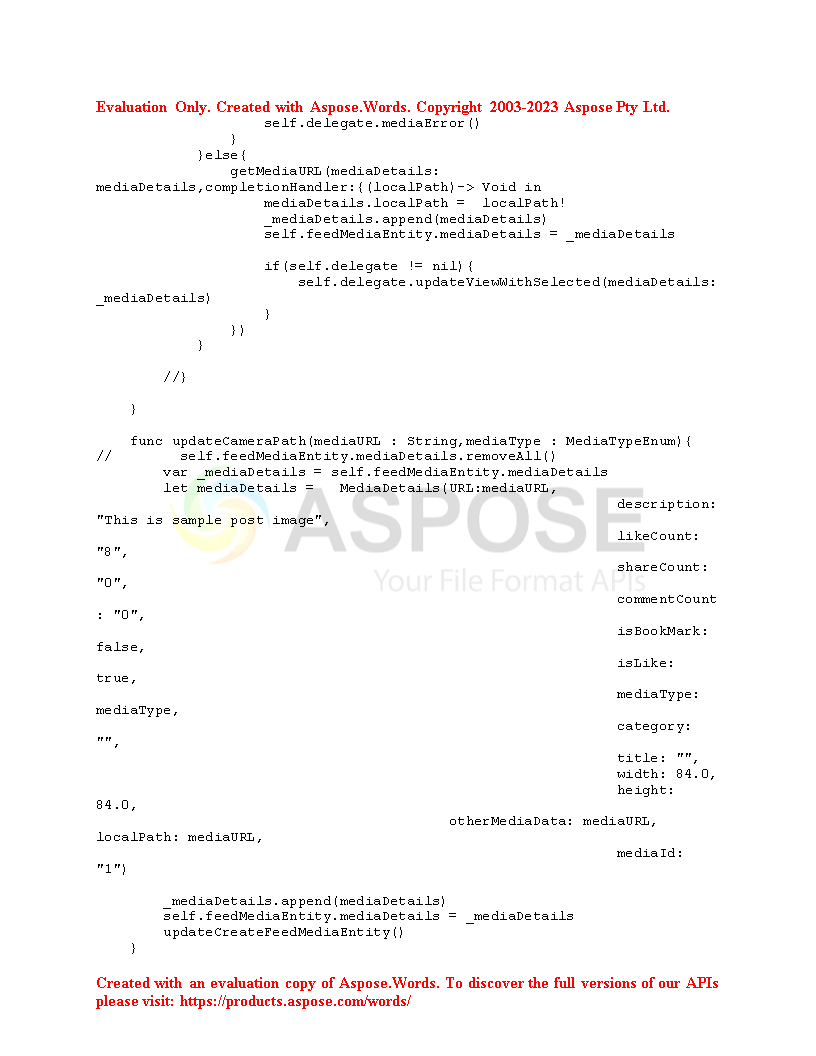 Evaluation Only. Created with Aspose.Words. Copyright 2003-2023 Aspose Pty Ltd.
self.delegate.mediaError()
}
}else{
getMediaURL(mediaDetails:
mediaDetails,completionHandler:{(localPath)-> Void in
mediaDetails.localPath =  localPath!
_mediaDetails.append(mediaDetails)
self.feedMediaEntity.mediaDetails = _mediaDetails
if(self.delegate != nil){
self.delegate.updateViewWithSelected(mediaDetails:
_mediaDetails)
}
})
}
//}
}
func updateCameraPath(mediaURL : String,mediaType : MediaTypeEnum){
//        self.feedMediaEntity.mediaDetails.removeAll()
var _mediaDetails = self.feedMediaEntity.mediaDetails
let mediaDetails =   MediaDetails(URL:mediaURL,
description:
"This is sample post image",
likeCount:
"8",
shareCount:
"0",
commentCount
: "0",
isBookMark:
false,
isLike:
true,
mediaType:
mediaType,
category:
"",
title: "",
width: 84.0,
height:
84.0,
otherMediaData: mediaURL,
localPath: mediaURL,
mediaId:
"1")
_mediaDetails.append(mediaDetails)
self.feedMediaEntity.mediaDetails = _mediaDetails
updateCreateFeedMediaEntity()
}
ASPOSE
Your File Format APIs
Created with an evaluation copy of Aspose.Words. To discover the full versions of our APIs
please visit: https://products.aspose.com/words/